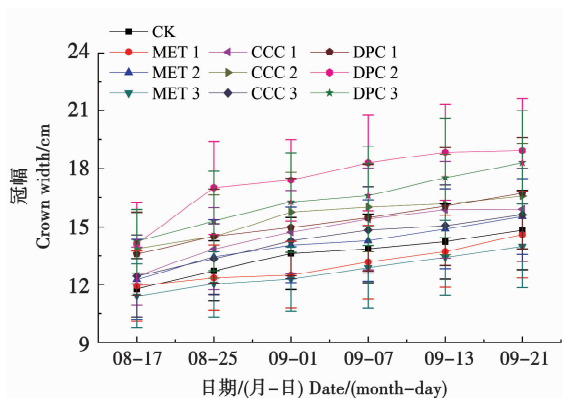 CK
MET 1 CCC 1 DPC 1
MET 2 CCC 2 DPC 2
MET 3 CCC 3 DPC 3
24
21
18
15
12
9
冠幅
Crown width/cm
08-17 08-25 09-01 09-07 09-13 09-21
日期/(月-日) Date/(month-day)